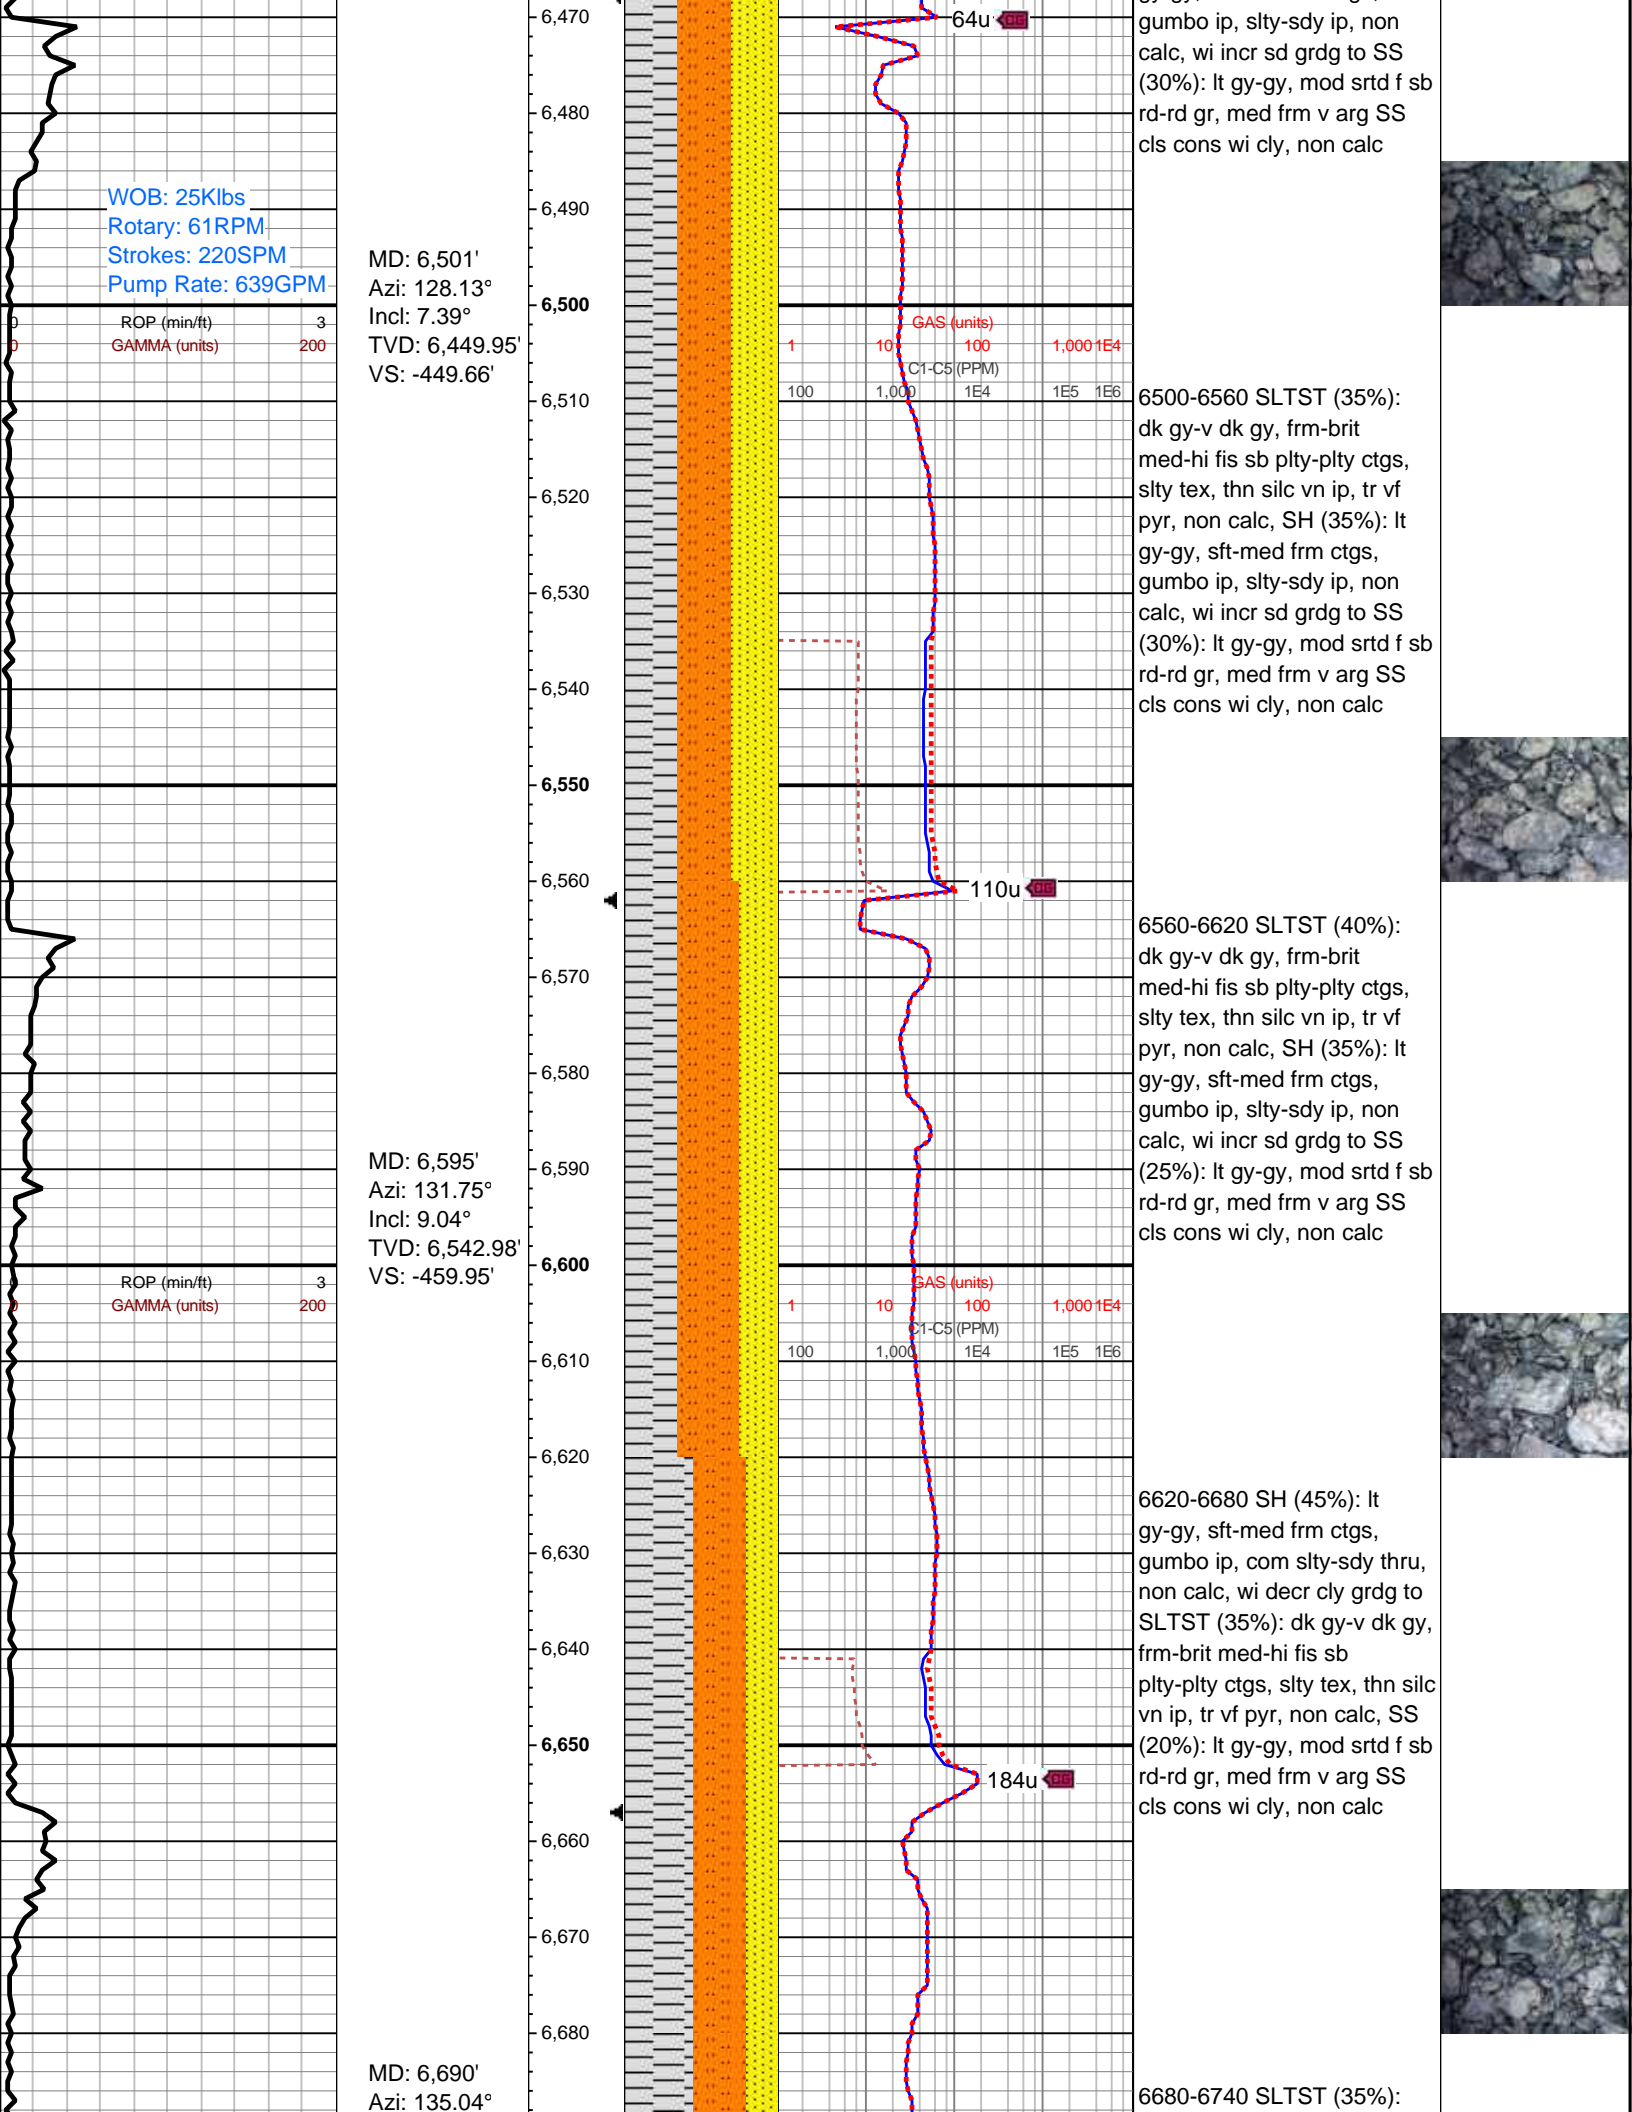 gumbo ip, slty-sdy ip, non
calc, wi incr sd grdg to SS
(30%): lt gy-gy, mod srtd f sb
rd-rd gr, med frm v arg SS
cls cons wi cly, non calc
6,470
64u
CG
6,480
6,490
WOB: 25Klbs
Rotary: 61RPM
Strokes: 220SPM
Pump Rate: 639GPM
MD: 6,501'
Azi: 128.13°
Incl: 7.39°
TVD: 6,449.95'
VS: -449.66'
6,500
0 ROP (min/ft) 3
0 GAMMA (units) 200
GAS (units)
1 10 100 1,000 1E4
C1-C5 (PPM)
100 1,000 1E4 1E5 1E6
6,510
6,520
6,530
6,540
6,550
6500-6560 SLTST (35%):
dk gy-v dk gy, frm-brit
med-hi fis sb plty-plty ctgs,
slty tex, thn silc vn ip, tr vf
pyr, non calc, SH (35%): lt
gy-gy, sft-med frm ctgs,
gumbo ip, slty-sdy ip, non
calc, wi incr sd grdg to SS
(30%): lt gy-gy, mod srtd f sb
rd-rd gr, med frm v arg SS
cls cons wi cly, non calc
6,560
110u
CG
6,570
6,580
6,590
6560-6620 SLTST (40%):
dk gy-v dk gy, frm-brit
med-hi fis sb plty-plty ctgs,
slty tex, thn silc vn ip, tr vf
pyr, non calc, SH (35%): lt
gy-gy, sft-med frm ctgs,
gumbo ip, slty-sdy ip, non
calc, wi incr sd grdg to SS
(25%): lt gy-gy, mod srtd f sb
rd-rd gr, med frm v arg SS
cls cons wi cly, non calc
MD: 6,595'
Azi: 131.75°
Incl: 9.04°
TVD: 6,542.98'
VS: -459.95'
6,600
ROP (min/ft) 3
0 GAMMA (units) 200
GAS (units)
1 10 100 1,000 1E4
C1-C5 (PPM)
100 1,000 1E4 1E5 1E6
6,610
6,620
6,630
6,640
6,650
184u
CG
6620-6680 SH (45%): lt
gy-gy, sft-med frm ctgs,
gumbo ip, com slty-sdy thru,
non calc, wi decr cly grdg to
SLTST (35%): dk gy-v dk gy,
frm-brit med-hi fis sb
plty-plty ctgs, slty tex, thn silc
vn ip, tr vf pyr, non calc, SS
(20%): lt gy-gy, mod srtd f sb
rd-rd gr, med frm v arg SS
cls cons wi cly, non calc
6,660
6,670
6,680
MD: 6,690'
Azi: 135.04°
6680-6740 SLTST (35%):